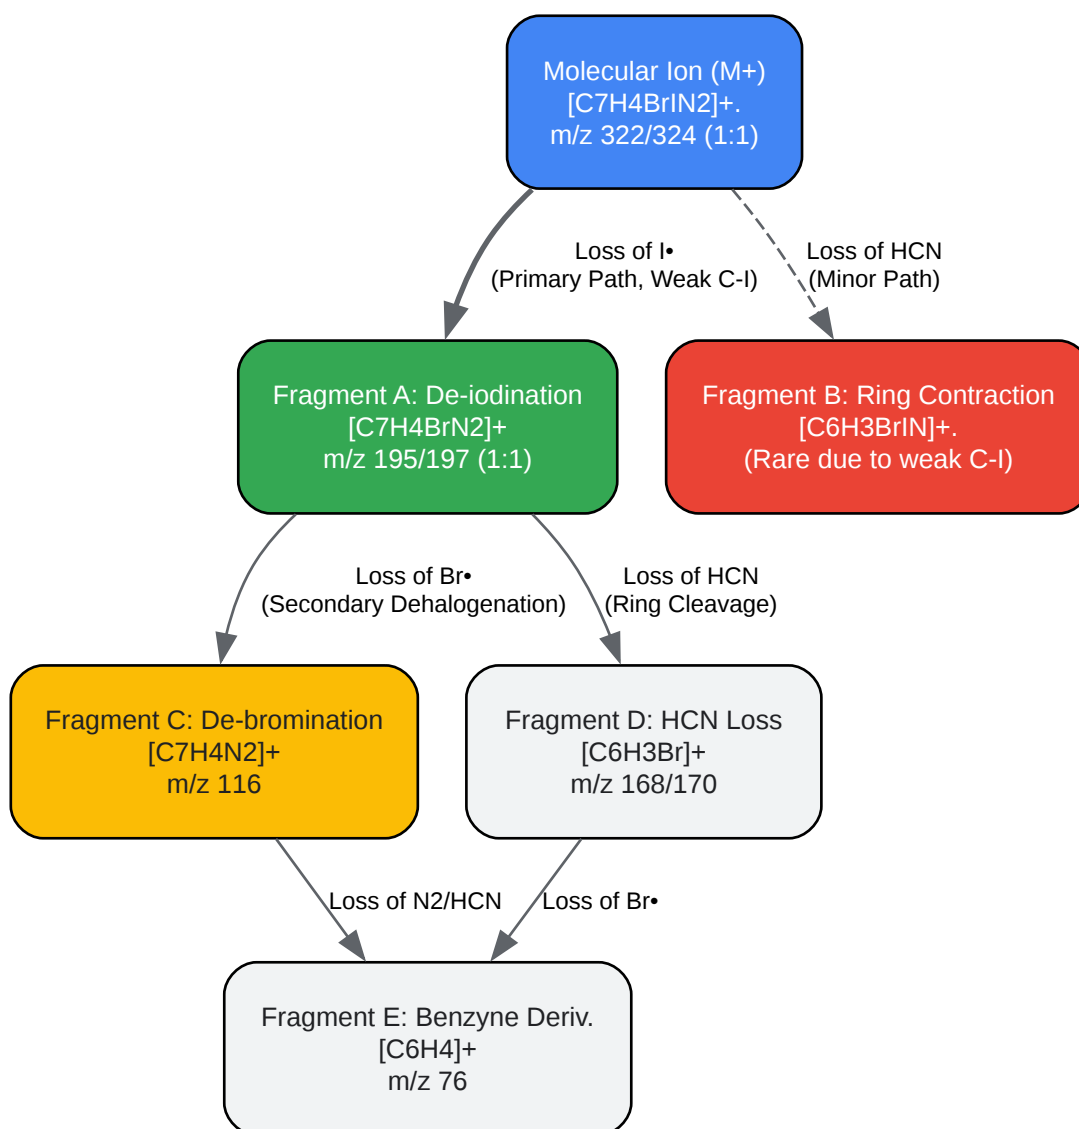 Molecular Ion (M+)
[C7H4BrIN2]+.
m/z 322/324 (1:1)
Loss of I•
(Primary Path, Weak C-I)
Loss of HCN
(Minor Path)
Fragment A: De-iodination
[C7H4BrN2]+
m/z 195/197 (1:1)
Fragment B: Ring Contraction
[C6H3BrIN]+.
(Rare due to weak C-I)
Loss of Br•
(Secondary Dehalogenation)
Loss of HCN
(Ring Cleavage)
Fragment C: De-bromination
[C7H4N2]+
m/z 116
Fragment D: HCN Loss
[C6H3Br]+
m/z 168/170
Loss of N2/HCN
Loss of Br•
Fragment E: Benzyne Deriv.
[C6H4]+
m/z 76